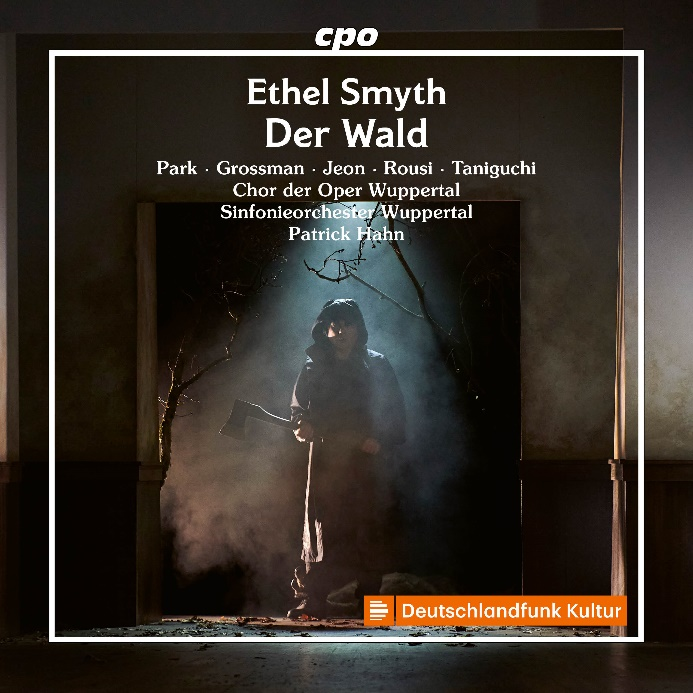 cpo
Ethel Smyth
Der Wald
Park · Grossman · Jeon · Rousi · Taniguchi
Chor der Oper Wuppertal
Sinfonieorchester Wuppertal
Patrick Hahn
Deutschlandfunk Kultur